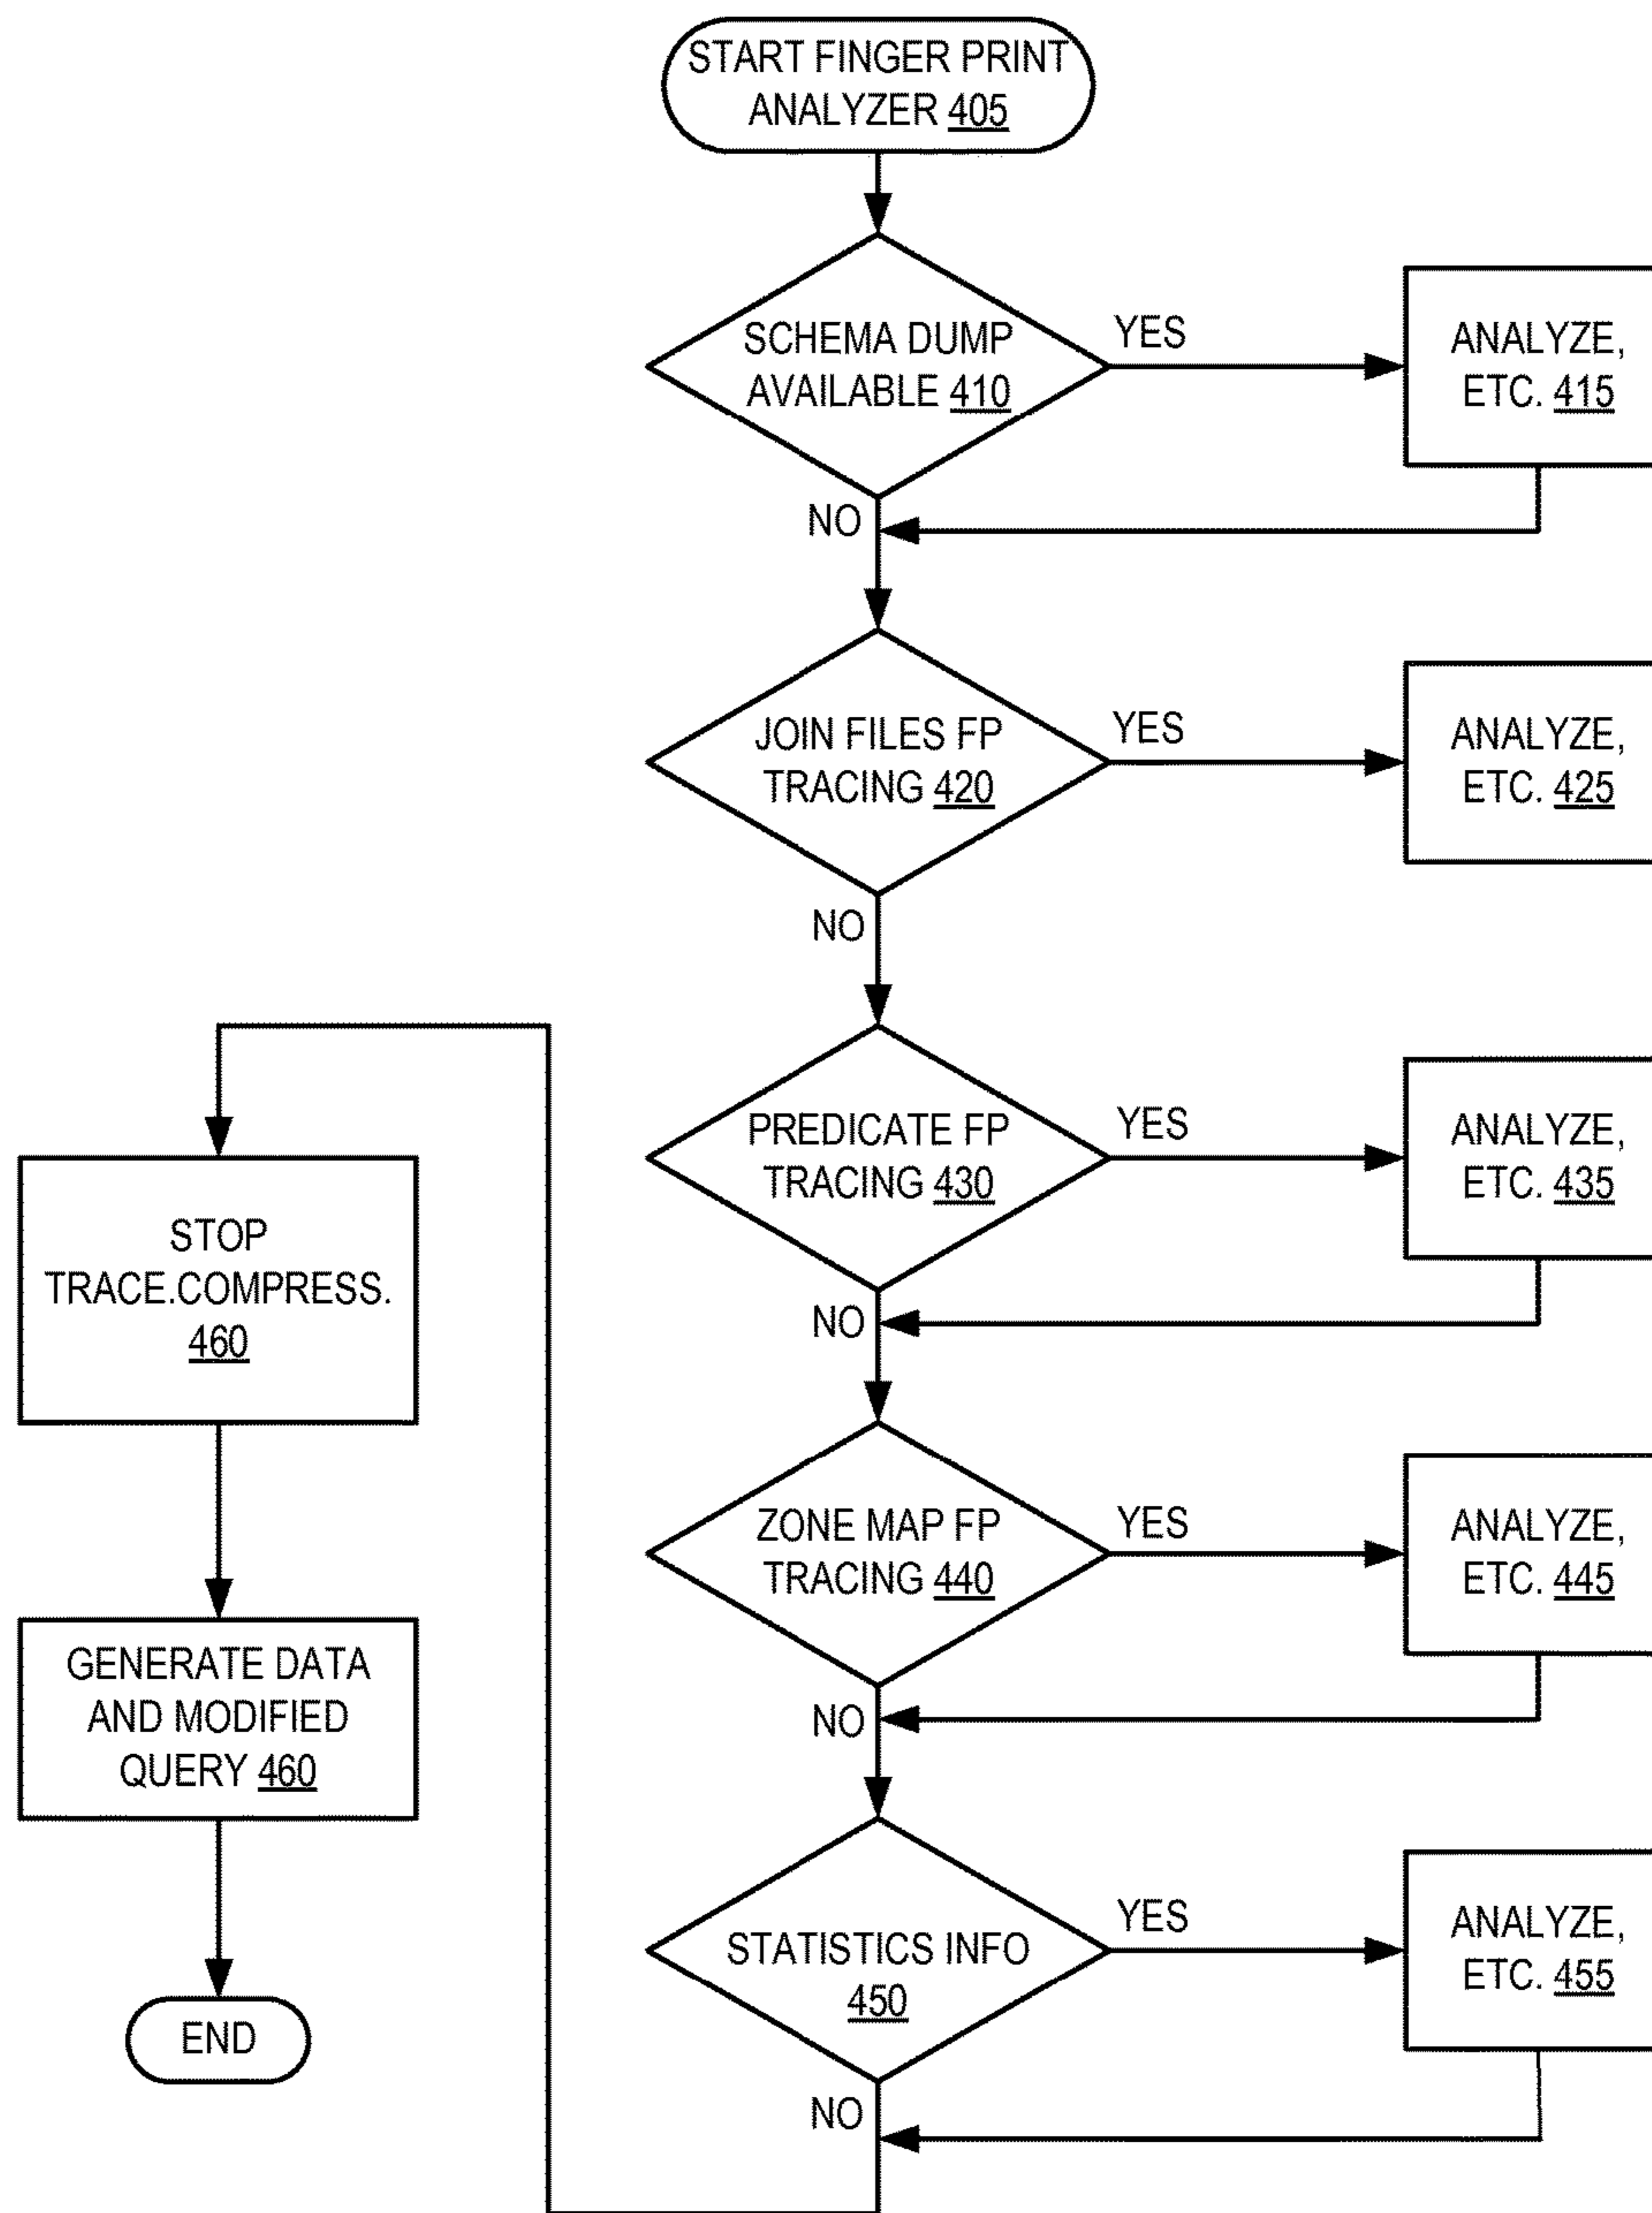 START FINGER PRINT
ANALYZER 405
SCHEMA DUMP
AVAILABLE 410
YES
ANALYZE,
ETC. 415
NO
JOIN FILES FP
TRACING 420
YES
ANALYZE,
ETC. 425
NO
PREDICATE FP
TRACING 430
YES
ANALYZE,
ETC. 435
NO
ZONE MAP FP
TRACING 440
YES
ANALYZE,
ETC. 445
NO
STATISTICS INFO
450
YES
ANALYZE,
ETC. 455
NO
STOP
TRACE.COMPRESS.
460
GENERATE DATA
AND MODIFIED
QUERY 460
END